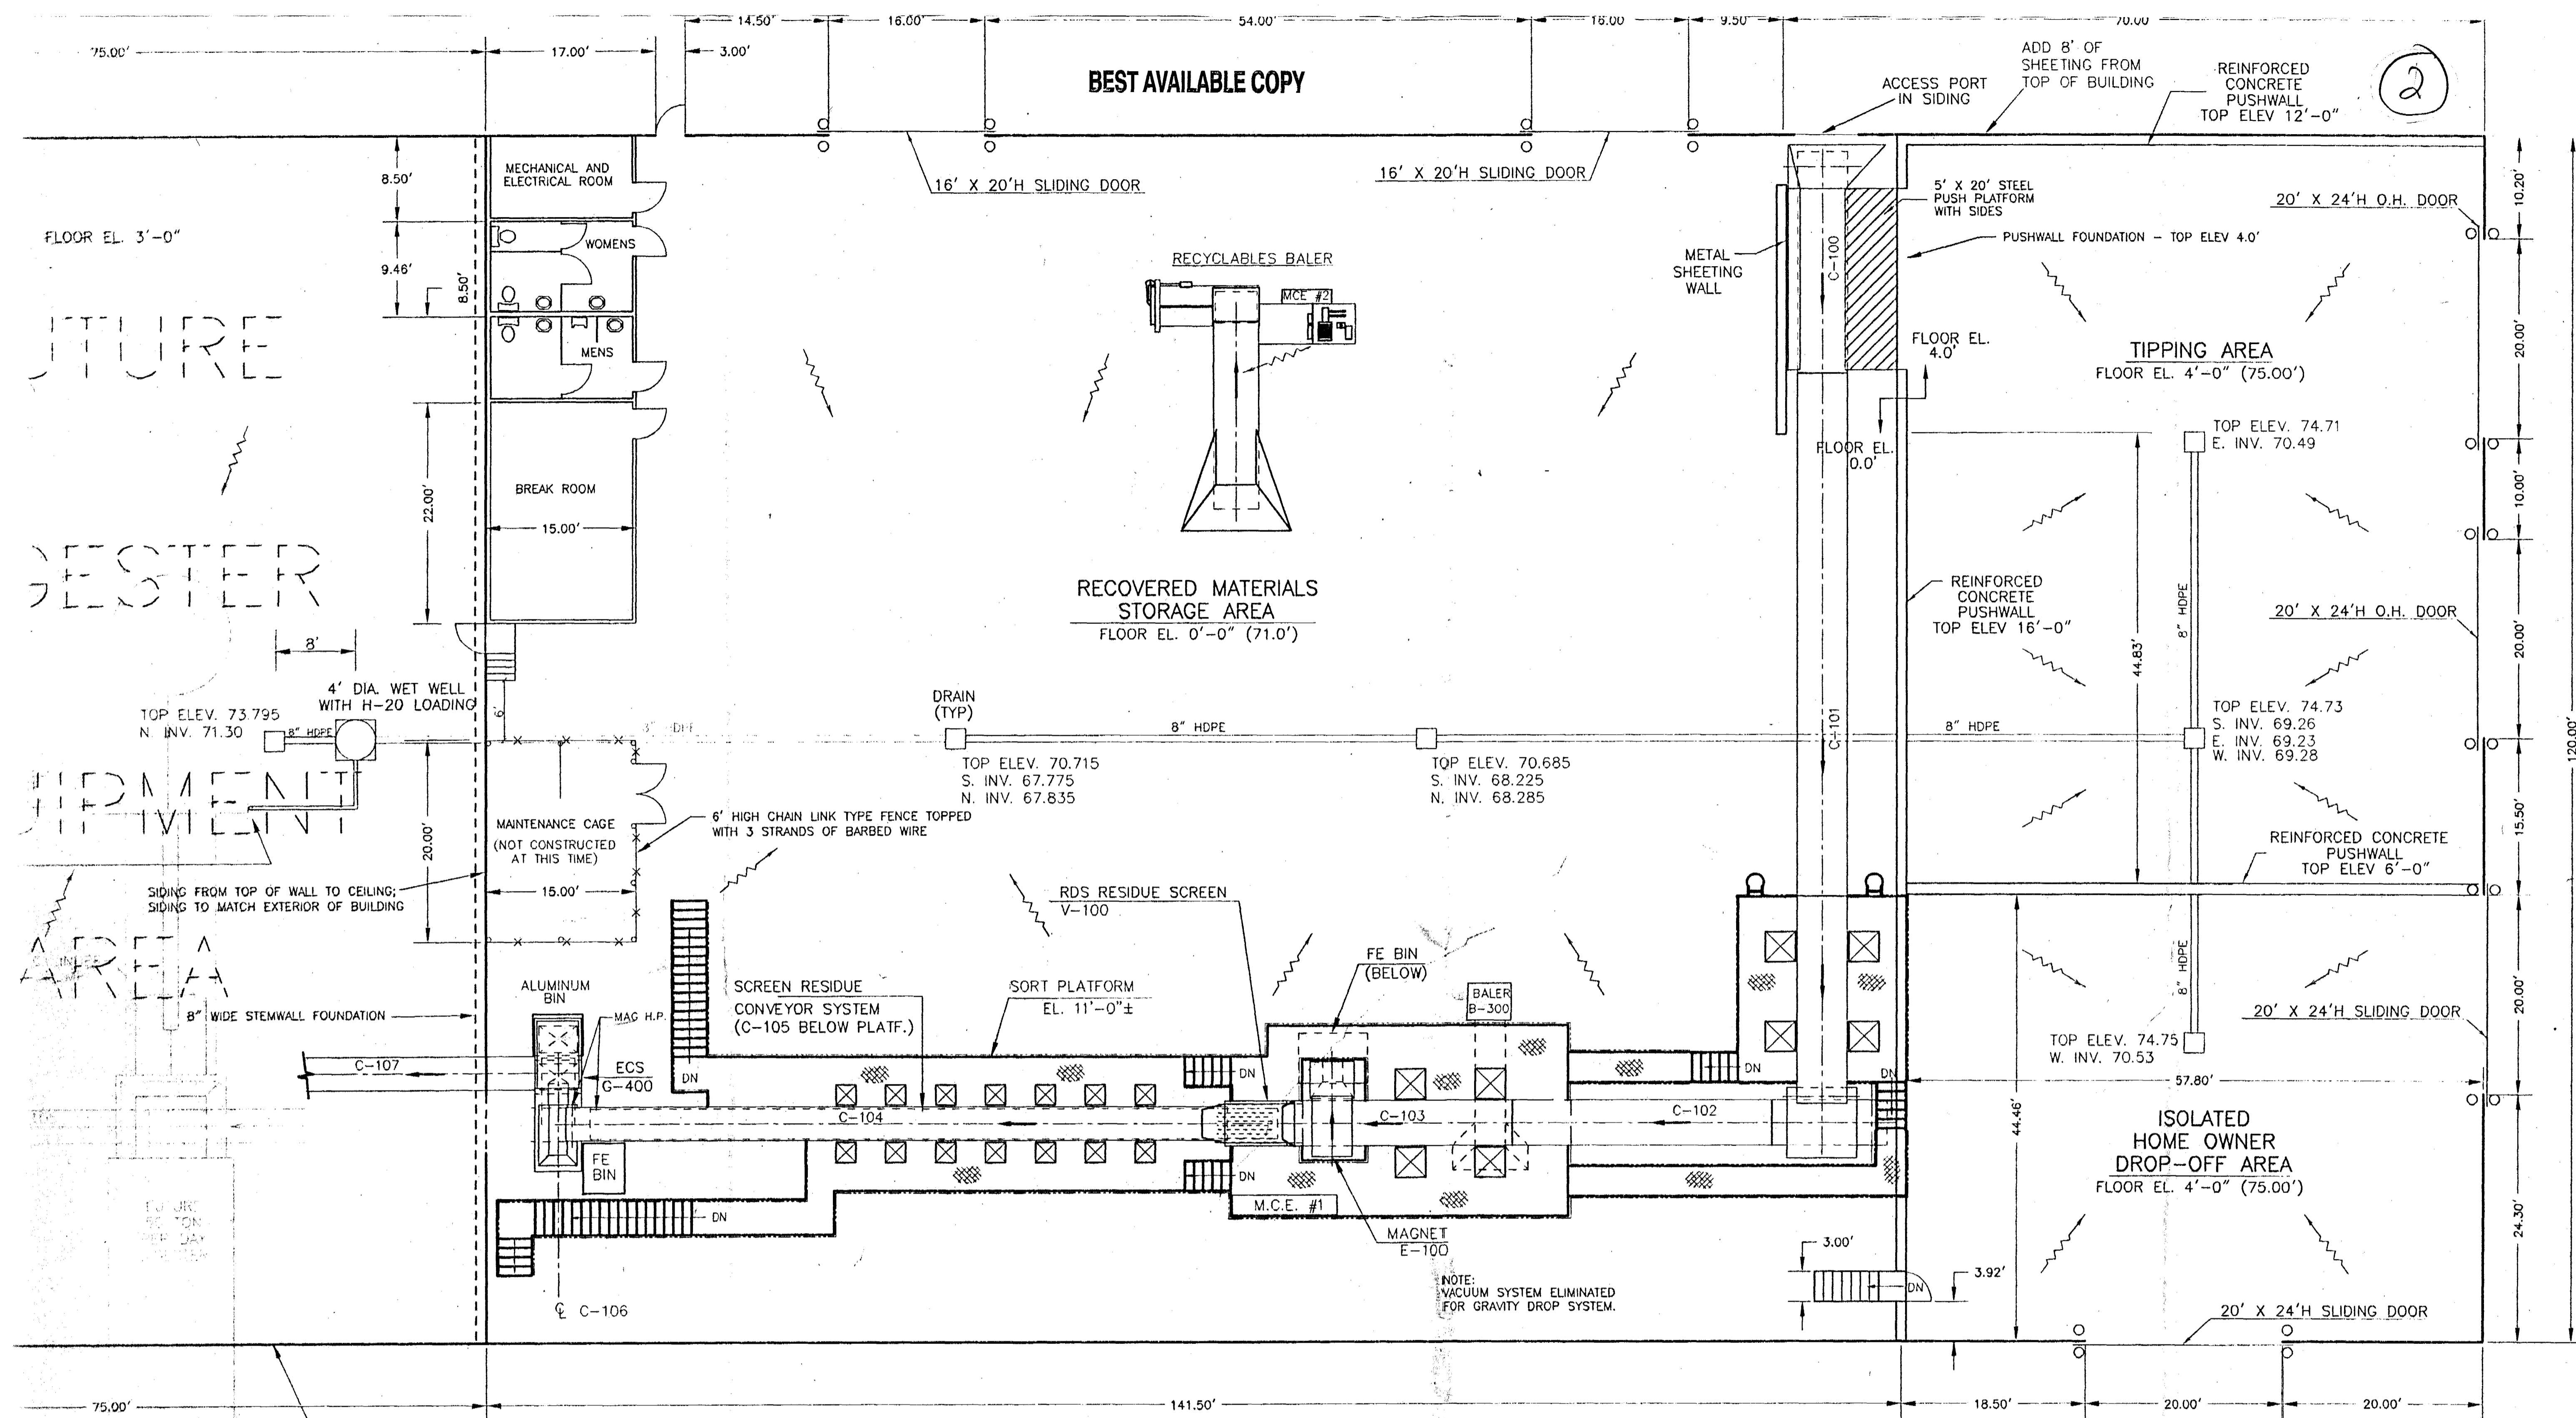 75.00'
17.00'
3.00'
14.50'
16.00'
54.00'
16.00
9.50'
70.00'
BEST AVAILABLE COPY
2
ACCESS PORT
IN SIDING
ADD 8' OF
SHEETING FROM
TOP OF BUILDING
REINFORCED
CONCRETE
PUSHWALL
TOP ELEV 12'-0"
MECHANICAL AND
ELECTRICAL ROOM
8.50'
9.46'
8.50'
WOMENS
MENS
BREAK ROOM
22.00'
15.00'
FLOOR EL. 3'-0"
UTURE
GESTER
UIPMENT
AREA
16' X 20'H SLIDING DOOR
16' X 20'H SLIDING DOOR
RECYCLABLES BALER
MCE #2
METAL
SHEETING
WALL
C-100
5' X 20' STEEL
PUSH PLATFORM
WITH SIDES
20' X 24'H O.H. DOOR
PUSHWALL FOUNDATION - TOP ELEV 4.0'
FLOOR EL.
4.0'
FLOOR EL.
0.0'
TIPPING AREA
FLOOR EL. 4'-0" (75.00')
TOP ELEV. 74.71
E. INV. 70.49
10.20'
20.00'
10.00'
20.00'
15.50'
20.00'
24.30'
120.00'
RECOVERED MATERIALS
STORAGE AREA
FLOOR EL. 0'-0" (71.0')
REINFORCED
CONCRETE
PUSHWALL
TOP ELEV 16'-0"
8" HDPE
44.83'
20' X 24'H O.H. DOOR
8'
4' DIA. WET WELL
WITH H-20 LOADING
TOP ELEV. 73.795
N. INV. 71.30
8" HDPE
6'
DRAIN
(TYP)
8" HDPE
TOP ELEV. 70.715
S. INV. 67.775
N. INV. 67.835
TOP ELEV. 70.685
S. INV. 68.225
N. INV. 68.285
C-101
8" HDPE
TOP ELEV. 74.73
S. INV. 69.26
E. INV. 69.23
W. INV. 69.28
20.00'
MAINTENANCE CAGE
(NOT CONSTRUCTED
AT THIS TIME)
15.00'
6' HIGH CHAIN LINK TYPE FENCE TOPPED
WITH 3 STRANDS OF BARBED WIRE
SIDING FROM TOP OF WALL TO CEILING;
SIDING TO MATCH EXTERIOR OF BUILDING
8" WIDE STEMWALL FOUNDATION
REINFORCED CONCRETE
PUSHWALL
TOP ELEV 6'-0"
RDS RESIDUE SCREEN
V-100
FE BIN
(BELOW)
BALER
B-300
ALUMINUM
BIN
MAG H.P.
SCREEN RESIDUE
CONVEYOR SYSTEM
(C-105 BELOW PLATF.)
SORT PLATFORM
EL. 11'-0"±
C-107
ECS
G-400
DN
DN
DN
DN
C-104
C-103
C-102
FE
BIN
DN
DN
M.C.E. #1
MAGNET
E-100
8" HDPE
20' X 24'H SLIDING DOOR
TOP ELEV. 74.75
W. INV. 70.53
57.80'
44.46'
ISOLATED
HOME OWNER
DROP-OFF AREA
FLOOR EL. 4'-0" (75.00')
3.00'
3.92'
DN
NOTE:
VACUUM SYSTEM ELIMINATED
FOR GRAVITY DROP SYSTEM.
℄ C-106
20' X 24'H SLIDING DOOR
75.00'
141.50'
18.50'
20.00'
20.00'